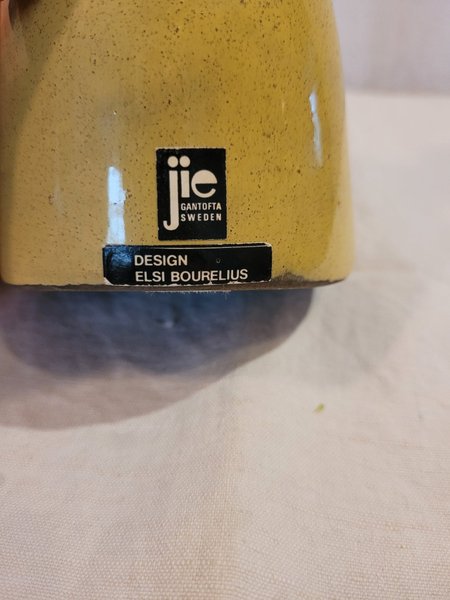 jie
GANTOFTA
SWEDEN
DESIGN
ELSI BOURELIUS